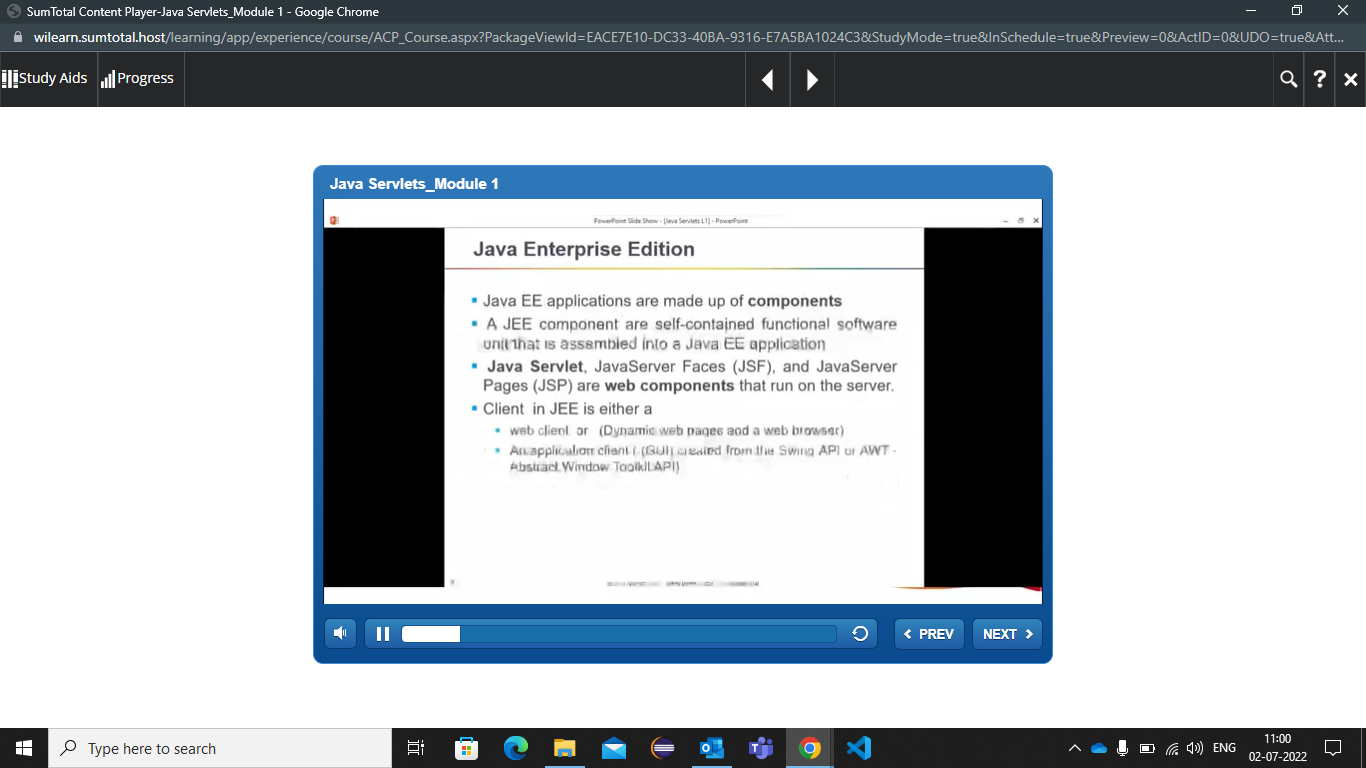 SumTotal Content Player-Java Servlets_Module 1 - Google Chrome
wilearn.sumtotal.host/learning/app/experience/course/ACP_Course.aspx?PackageViewId=EACE7E10-DC33-40BA-9316-E7A5BA1024C3&StudyMode=true&InSchedule=true&Preview=0&ActID=0&UDO=true&Att...
Study Aids Progress ?
Java Servlets_Module 1
PowerPoint Slide Show - [Java Servlets L1] - PowerPoint
Java Enterprise Edition
Java EE applications are made up of components
A JEE component are self-contained functional software
unit that is assembled into a Java EE application
Java Servlet, JavaServer Faces (JSF), and JavaServer
Pages (JSP) are web components that run on the server.
Client in JEE is either a
web client or (Dynamic web pages and a web browser)
An application client ( (GUI) created from the Swing API or AWT -
Abstract Window Toolkit API)
PREV NEXT
Type here to search
ENG
11:00
02-07-2022